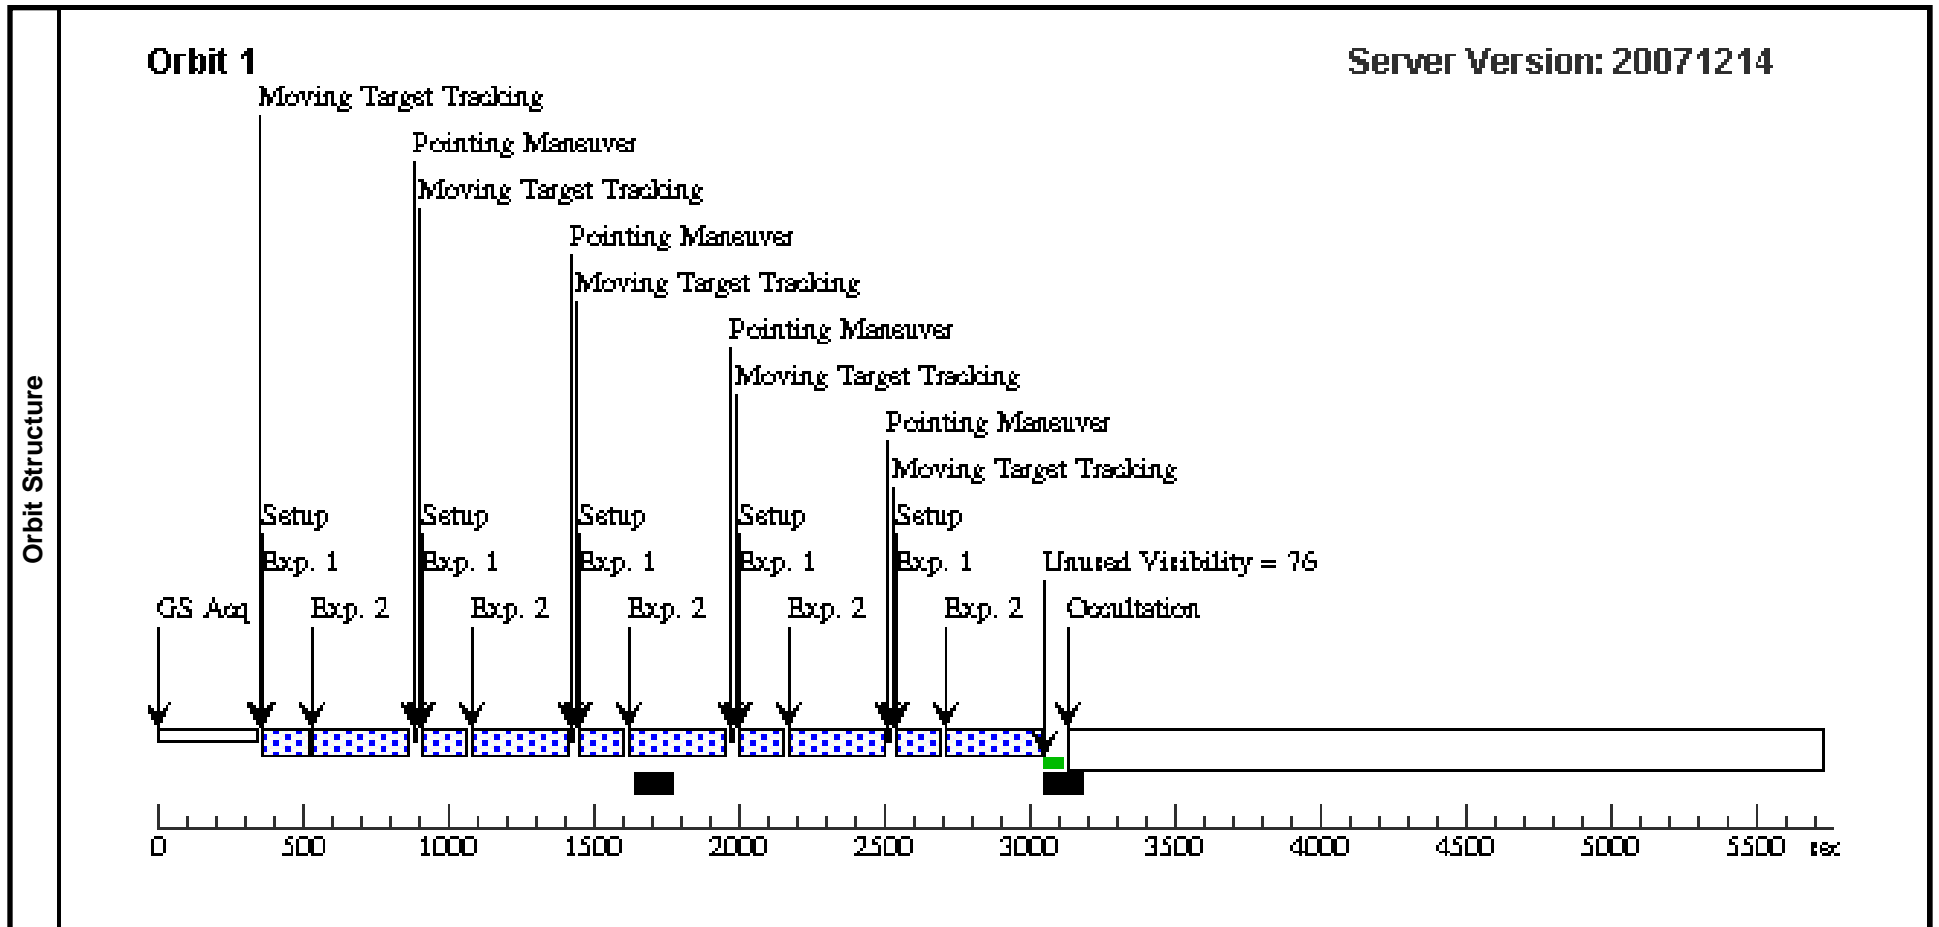 Orbit 1 Server Version: 20071214
Moving Target Tracking
Pointing Maneuver
Moving Target Tracking
Pointing Maneuver
Moving Target Tracking
Pointing Maneuver
Moving Target Tracking
Pointing Maneuver
Moving Target Tracking
Setup Setup Setup Setup Setup
Exp. 1 Exp. 1 Exp. 1 Exp. 1 Exp. 1 Unused Visibility = 76
GS Acq Exp. 2 Exp. 2 Exp. 2 Exp. 2 Exp. 2 Occultation
0 500 1000 1500 2000 2500 3000 3500 4000 4500 5000 5500 sec
Orbit Structure